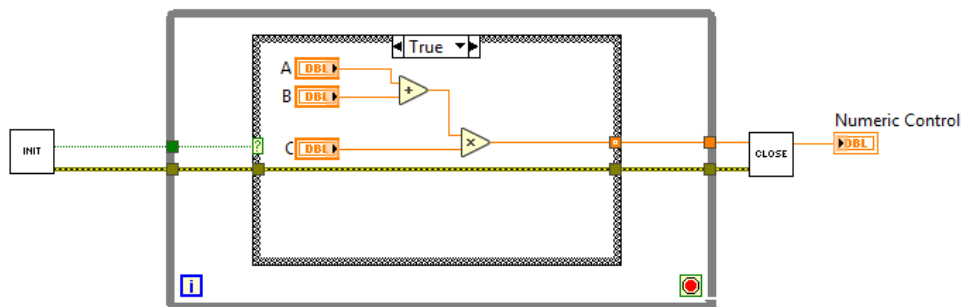 True
A DBL
B DBL
+
C DBL
×
?
INIT
CLOSE
Numeric Control
DBL
i